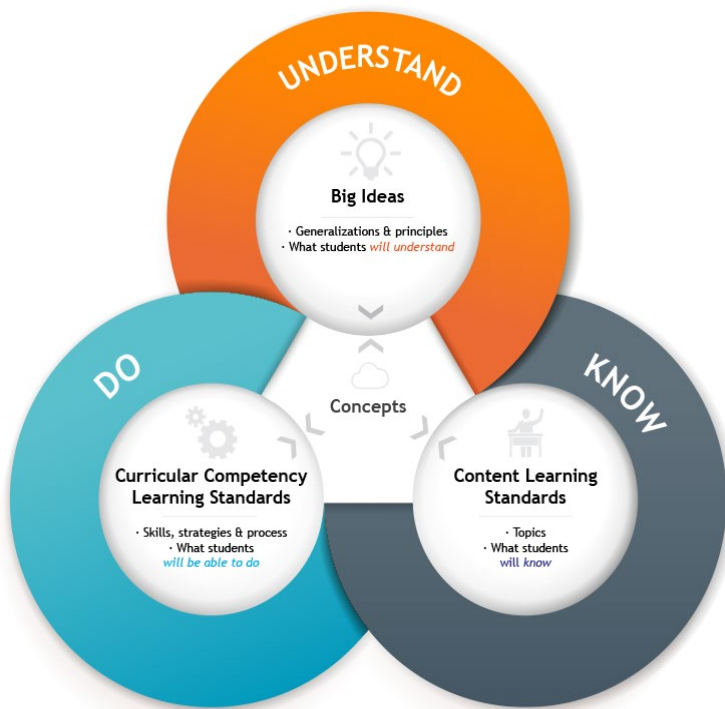 UNDERSTAND
Big Ideas
· Generalizations & principles
· What students will understand
Concepts
DO
Curricular Competency
Learning Standards
· Skills, strategies & process
· What students
will be able to do
KNOW
Content Learning
Standards
· Topics
· What students
will know